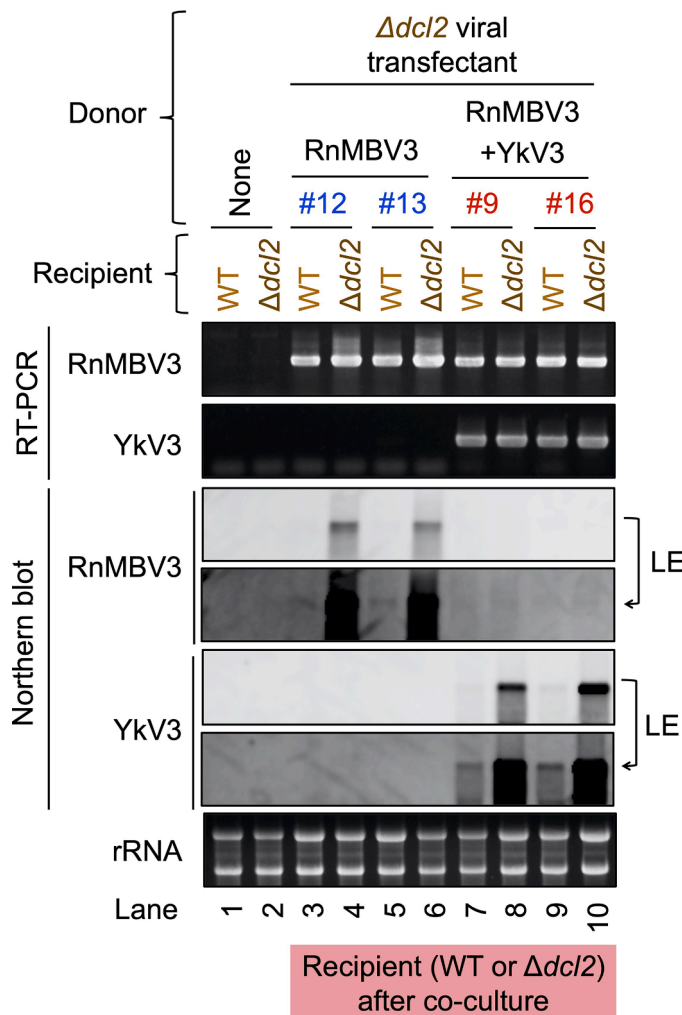 Δdcl2 viral
transfectant
Donor
RnMBV3
RnMBV3
+YkV3
None
#12 #13 #9 #16
Recipient
WT Δdcl2 WT Δdcl2 WT Δdcl2 WT Δdcl2 WT Δdcl2
RT-PCR
RnMBV3
YkV3
Northern blot
RnMBV3
LE
YkV3
LE
rRNA
Lane 1 2 3 4 5 6 7 8 9 10
Recipient (WT or Δdcl2)
after co-culture